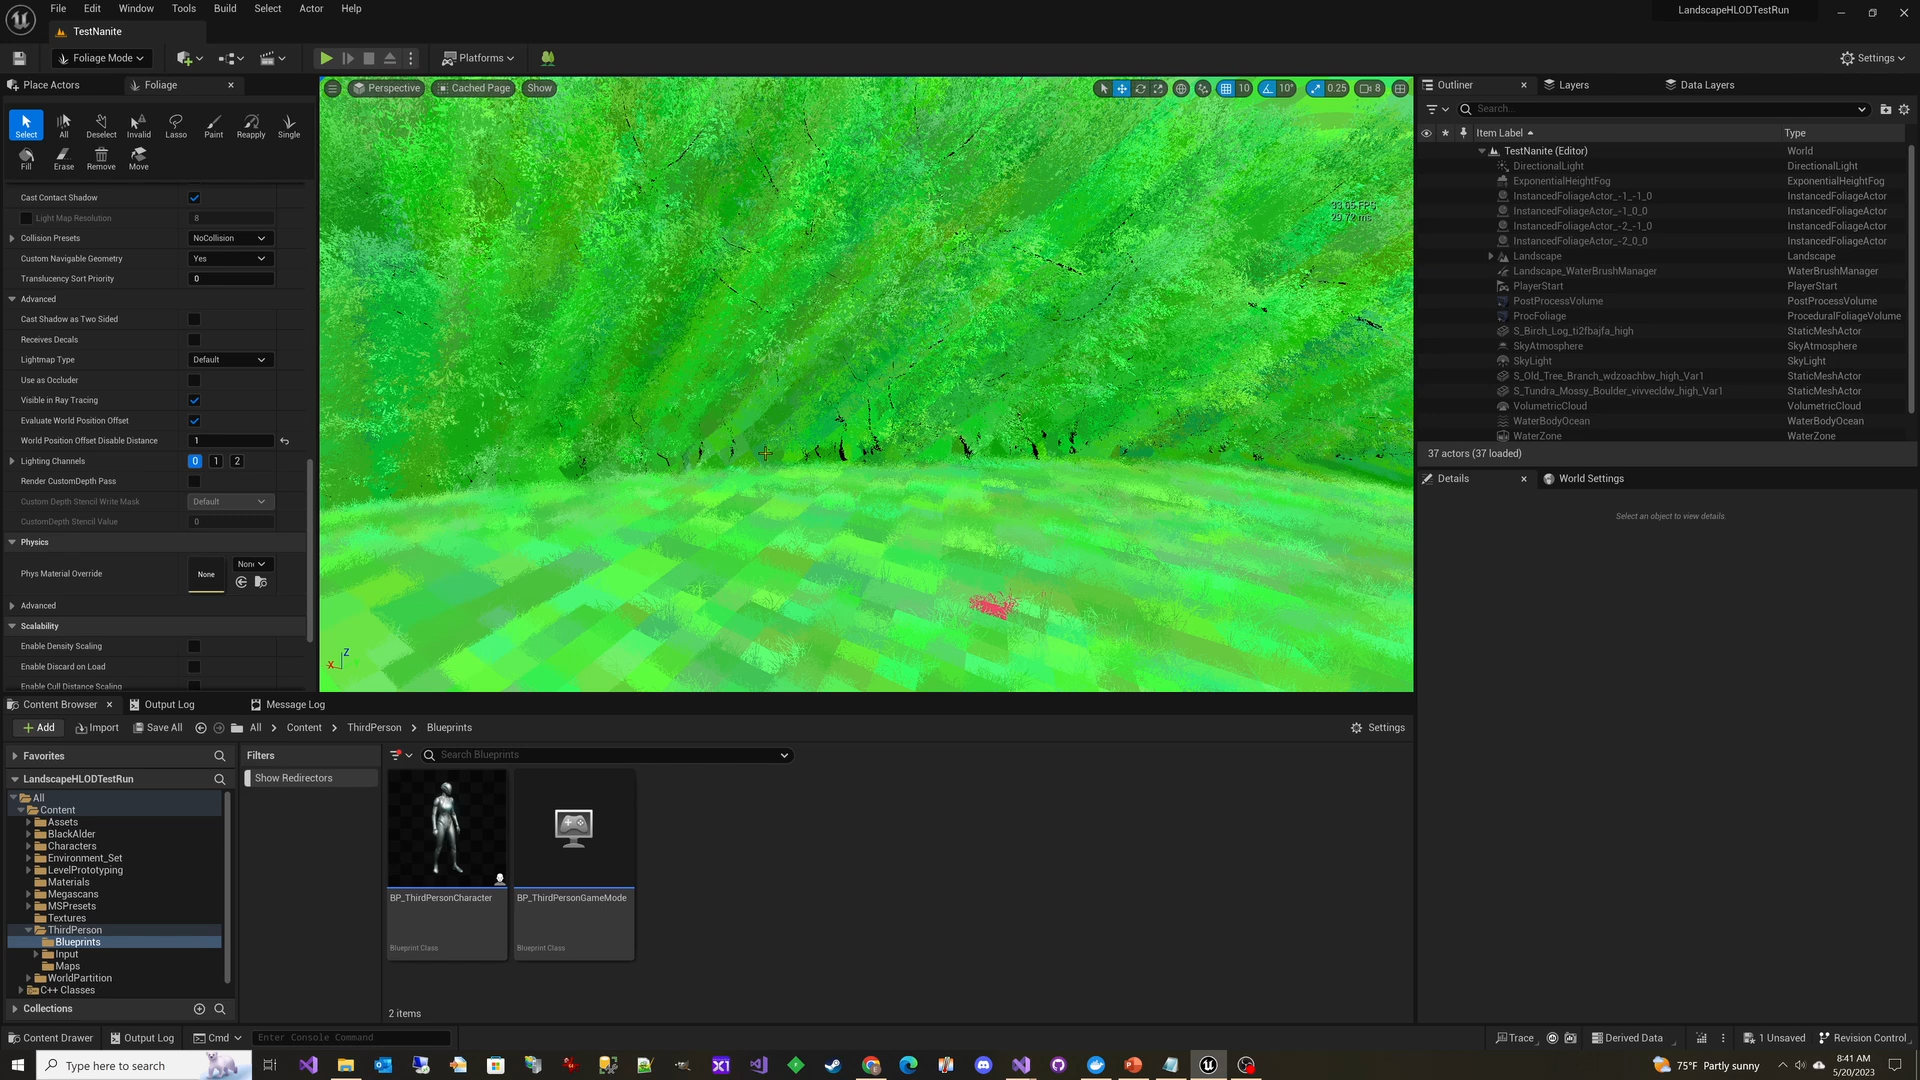 File Edit Window Tools Build Select Actor Help
LandscapeHLODTestRun
TestNanite
Foliage Mode
Platforms
Settings
Place Actors
Foliage
Select All Deselect Invalid Lasso Paint Reapply Single
Fill Erase Remove Move
Cast Contact Shadow
Light Map Resolution 8
Collision Presets NoCollision
Custom Navigable Geometry Yes
Translucency Sort Priority 0
Advanced
Cast Shadow as Two Sided
Receives Decals
Lightmap Type Default
Use as Occluder
Visible in Ray Tracing
Evaluate World Position Offset
World Position Offset Disable Distance 1
Lighting Channels 0 1 2
Render CustomDepth Pass
Custom Depth Stencil Write Mask Default
CustomDepth Stencil Value 0
Physics
Phys Material Override None None
Advanced
Scalability
Enable Density Scaling
Enable Discard on Load
Enable Cull Distance Scaling
Perspective Cached Page Show
10 10° 0.25 8
33.65 FPS
29.72 ms
Z
X
Outliner Layers Data Layers
Search...
Item Label Type
TestNanite (Editor) World
DirectionalLight DirectionalLight
ExponentialHeightFog ExponentialHeightFog
InstancedFoliageActor_-1_-1_0 InstancedFoliageActor
InstancedFoliageActor_-1_0_0 InstancedFoliageActor
InstancedFoliageActor_-2_-1_0 InstancedFoliageActor
InstancedFoliageActor_-2_0_0 InstancedFoliageActor
Landscape Landscape
Landscape_WaterBrushManager WaterBrushManager
PlayerStart PlayerStart
PostProcessVolume PostProcessVolume
ProcFoliage ProceduralFoliageVolume
S_Birch_Log_ti2fbajfa_high StaticMeshActor
SkyAtmosphere SkyAtmosphere
SkyLight SkyLight
S_Old_Tree_Branch_wdzoachbw_high_Var1 StaticMeshActor
S_Tundra_Mossy_Boulder_vivvecldw_high_Var1 StaticMeshActor
VolumetricCloud VolumetricCloud
WaterBodyOcean WaterBodyOcean
WaterZone WaterZone
37 actors (37 loaded)
Details World Settings
Select an object to view details.
Content Browser Output Log Message Log
Add Import Save All All Content ThirdPerson Blueprints Settings
Favorites
LandscapeHLODTestRun
All
Content
Assets
BlackAlder
Characters
Environment_Set
LevelPrototyping
Materials
Megascans
MSPresets
Textures
ThirdPerson
Blueprints
Input
Maps
WorldPartition
C++ Classes
Collections
Filters
Show Redirectors
Search Blueprints
BP_ThirdPersonCharacter
Blueprint Class
BP_ThirdPersonGameMode
Blueprint Class
2 items
Content Drawer Output Log Cmd Enter Console Command
Trace Derived Data 1 Unsaved Revision Control
Type here to search
75°F Partly sunny
8:41 AM
5/20/2023